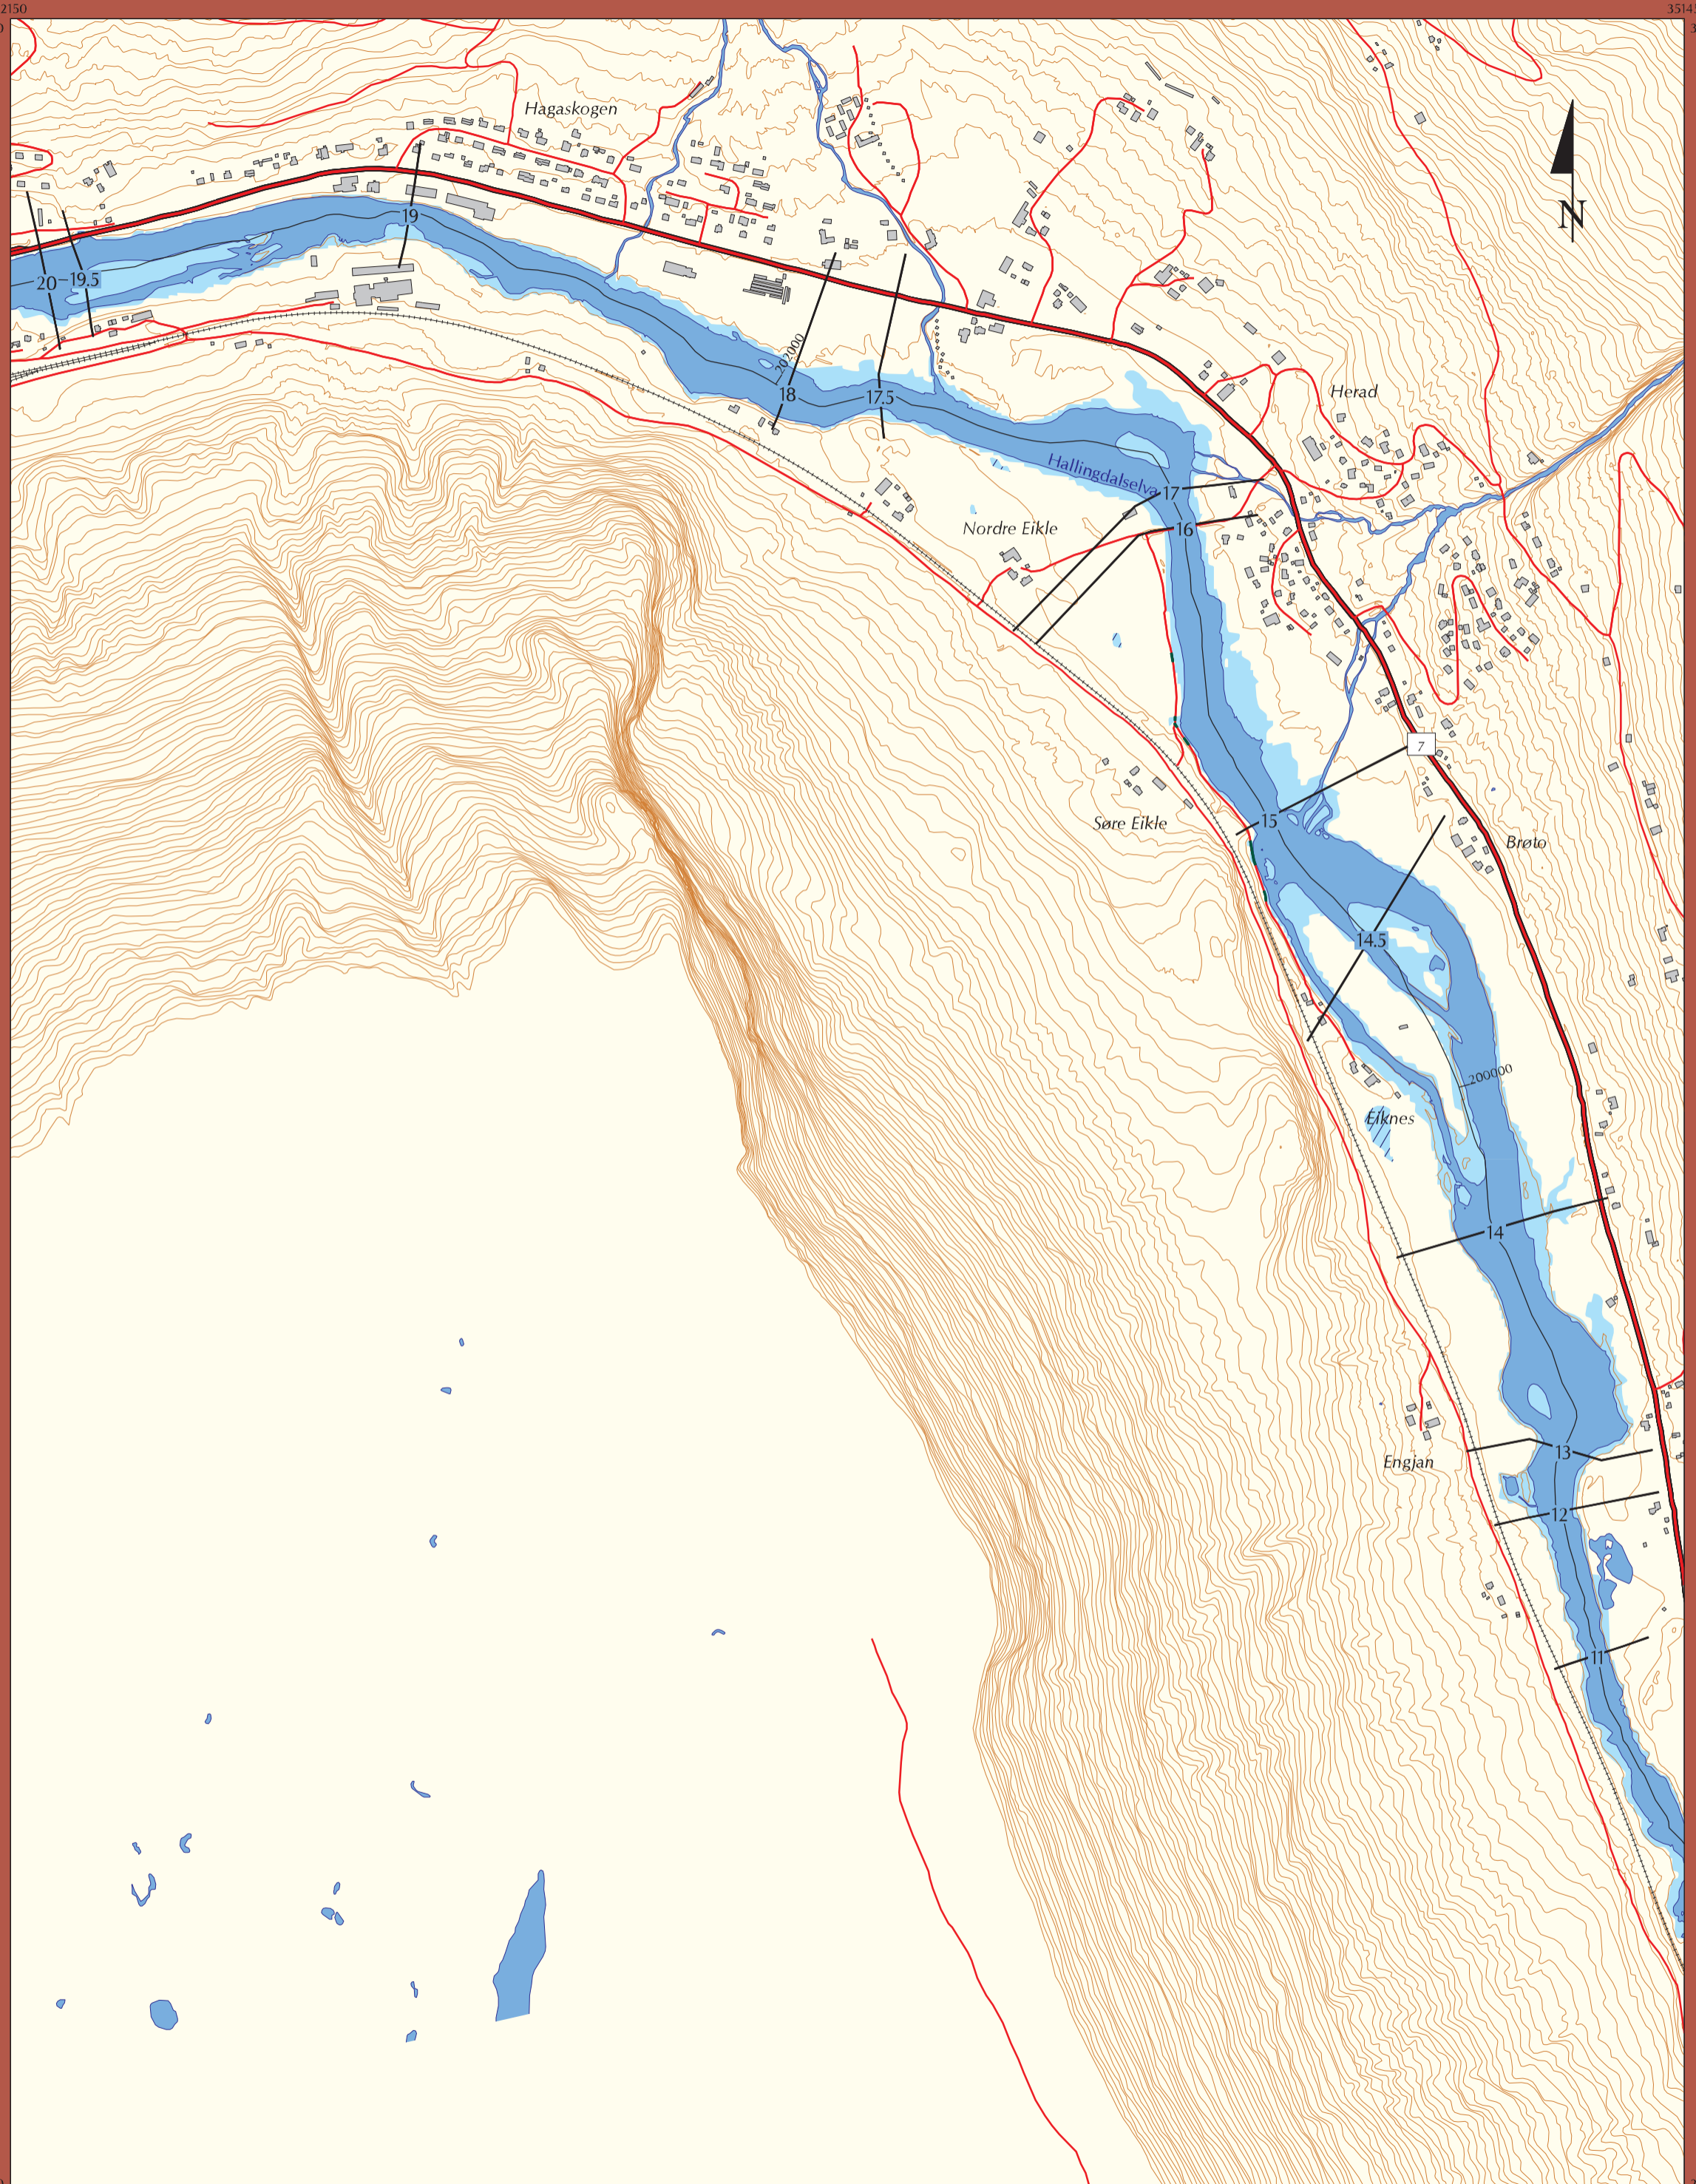 2150
3514
Hagaskogen
N
19
20
19.5
202000
18
17.5
Herad
Hallingdalselva
17
16
Nordre Eikle
7
15
Søre Eikle
Brøto
14.5
200000
Eiknes
14
13
Engjan
12
11